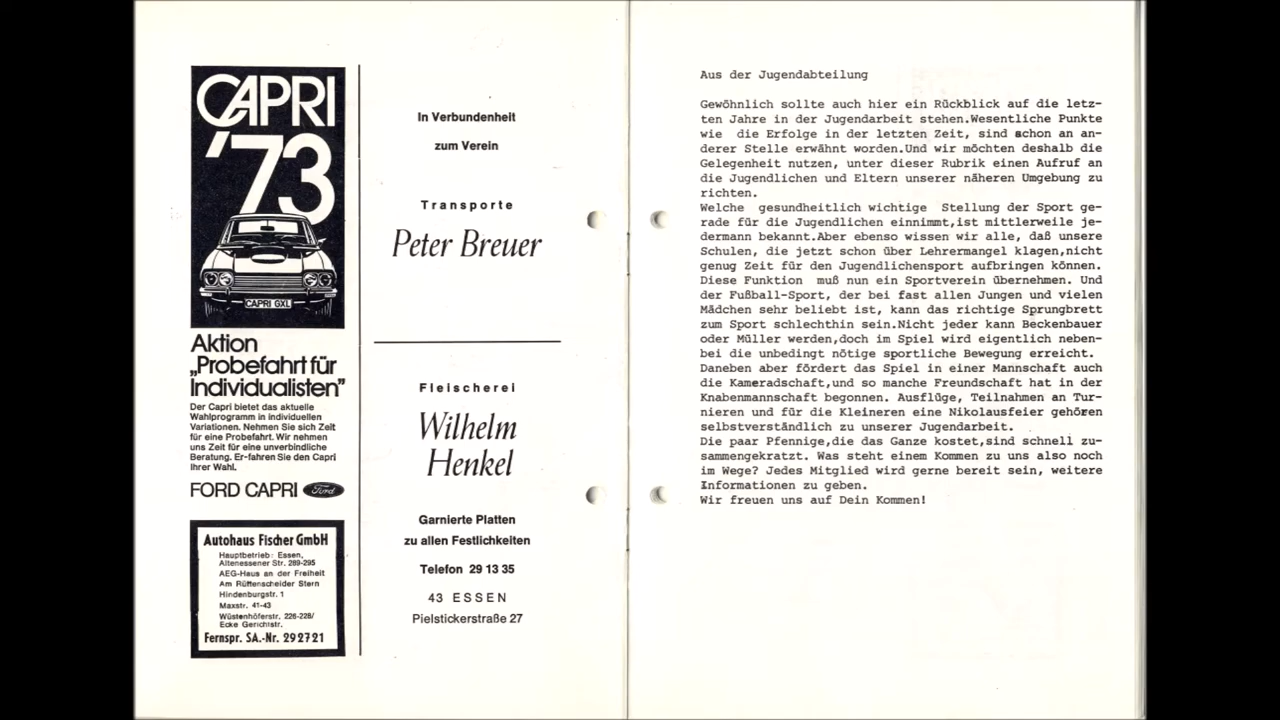 CAPRI
'73
CAPRI GXL
Aktion
„Probefahrt für
Individualisten”
Der Capri bietet das aktuelle
Wahlprogramm in individuellen
Variationen. Nehmen Sie sich Zeit
für eine Probefahrt. Wir nehmen
uns Zeit für eine unverbindliche
Beratung. Er-fahren Sie den Capri
Ihrer Wahl.
FORD CAPRI Ford
Autohaus Fischer GmbH
Hauptbetrieb: Essen,
Altenessener Str. 289-295
AEG-Haus an der Freiheit
Am Rüttenscheider Stern
Hindenburgstr. 1
Maxstr. 41-43
Wüstenhöferstr. 226-228/
Ecke Gerichtstr.
Fernspr. SA.-Nr. 292721
In Verbundenheit
zum Verein
Transporte
Peter Breuer
Fleischerei
Wilhelm
Henkel
Garnierte Platten
zu allen Festlichkeiten
Telefon 29 13 35
43 ESSEN
Pielstickerstraße 27
Aus der Jugendabteilung
Gewöhnlich sollte auch hier ein Rückblick auf die letz-
ten Jahre in der Jugendarbeit stehen.Wesentliche Punkte
wie die Erfolge in der letzten Zeit, sind schon an an-
derer Stelle erwähnt worden.Und wir möchten deshalb die
Gelegenheit nutzen, unter dieser Rubrik einen Aufruf an
die Jugendlichen und Eltern unserer näheren Umgebung zu
richten.
Welche gesundheitlich wichtige Stellung der Sport ge-
rade für die Jugendlichen einnimmt,ist mittlerweile je-
dermann bekannt.Aber ebenso wissen wir alle, daß unsere
Schulen, die jetzt schon über Lehrermangel klagen,nicht
genug Zeit für den Jugendlichensport aufbringen können.
Diese Funktion muß nun ein Sportverein übernehmen. Und
der Fußball-Sport, der bei fast allen Jungen und vielen
Mädchen sehr beliebt ist, kann das richtige Sprungbrett
zum Sport schlechthin sein.Nicht jeder kann Beckenbauer
oder Müller werden,doch im Spiel wird eigentlich neben-
bei die unbedingt nötige sportliche Bewegung erreicht.
Daneben aber fördert das Spiel in einer Mannschaft auch
die Kameradschaft,und so manche Freundschaft hat in der
Knabenmannschaft begonnen. Ausflüge, Teilnahmen an Tur-
nieren und für die Kleineren eine Nikolausfeier gehören
selbstverständlich zu unserer Jugendarbeit.
Die paar Pfennige,die das Ganze kostet,sind schnell zu-
sammengekratzt. Was steht einem Kommen zu uns also noch
im Wege? Jedes Mitglied wird gerne bereit sein, weitere
Informationen zu geben.
Wir freuen uns auf Dein Kommen!